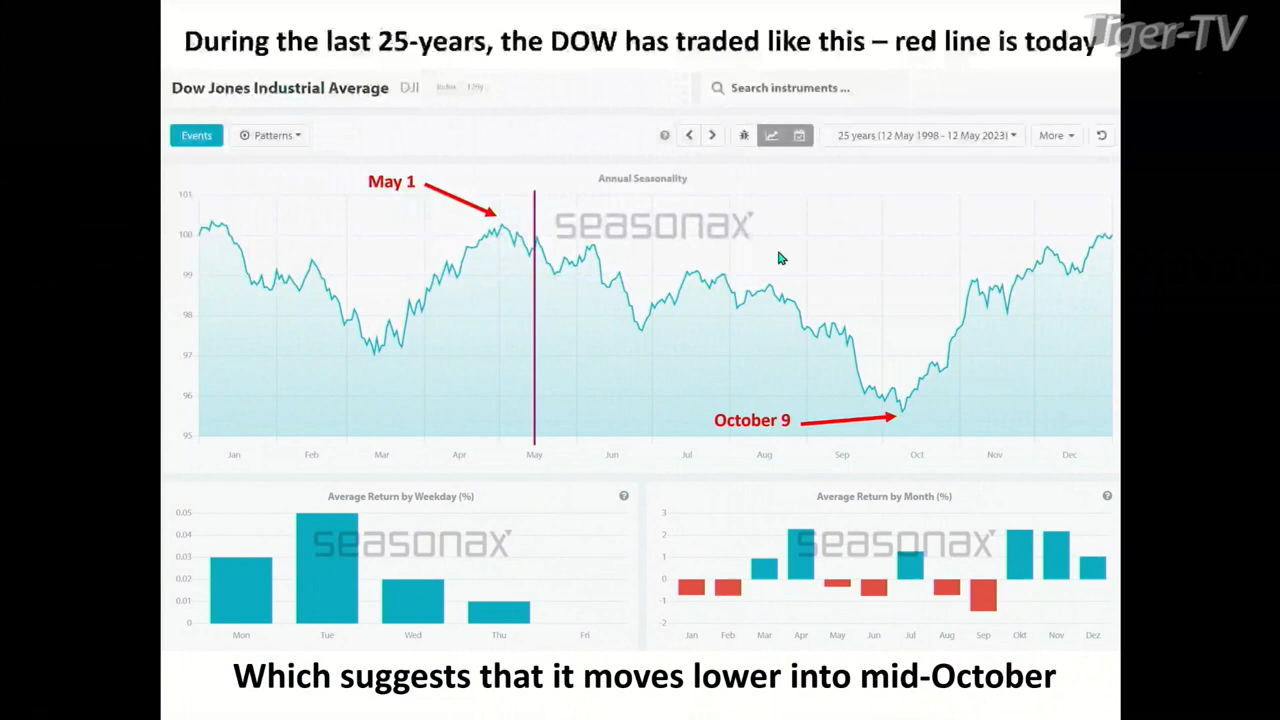 During the last 25-years, the DOW has traded like this – red line is today
Tiger-TV
Dow Jones Industrial Average DJI Index
Search instruments ...
Events
Patterns
25 years (12 May 1998 - 12 May 2023)
More
Annual Seasonality
May 1
seasonax
101
100
99
98
97
96
95
October 9
Jan Feb Mar Apr May Jun Jul Aug Sep Oct Nov Dec
Average Return by Weekday (%)
seasonax
0.05
0.04
0.03
0.02
0.01
0
Mon Tue Wed Thu Fri
Average Return by Month (%)
seasonax
3
2
1
0
-1
-2
Jan Feb Mar Apr May Jun Jul Aug Sep Okt Nov Dez
Which suggests that it moves lower into mid-October